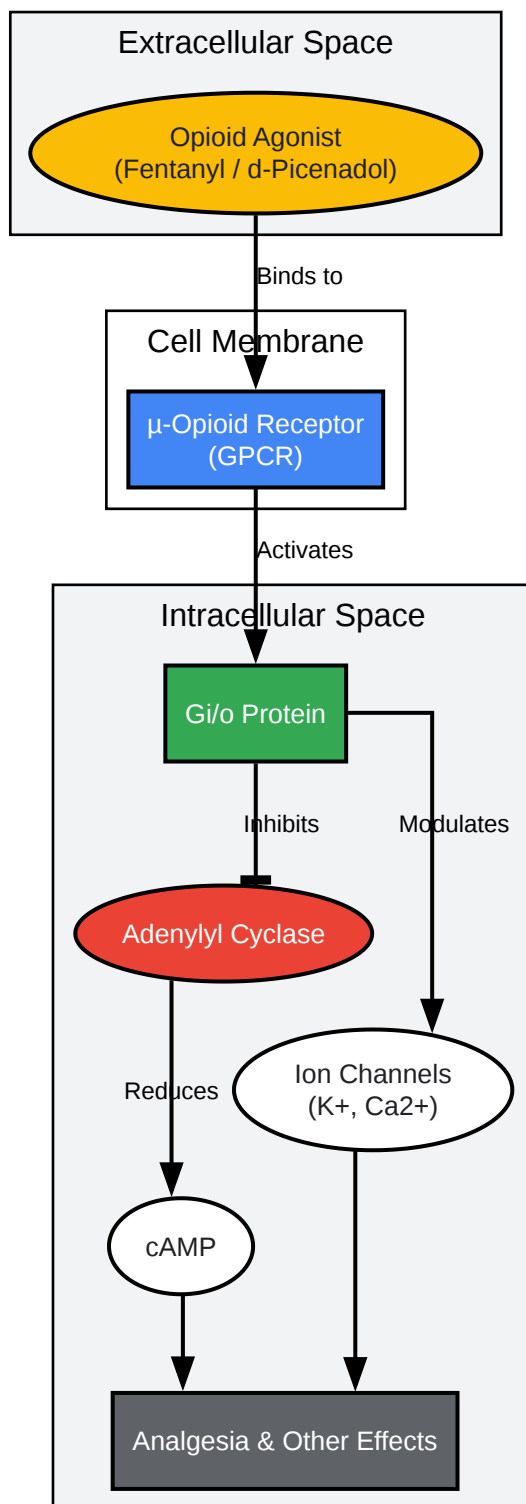 Extracellular Space
Opioid Agonist
(Fentanyl / d-Picenadol)
Binds to
Cell Membrane
µ-Opioid Receptor
(GPCR)
Activates
Intracellular Space
Gi/o Protein
Inhibits
Modulates
Adenylyl Cyclase
Reduces
Ion Channels
(K+, Ca2+)
cAMP
Analgesia & Other Effects